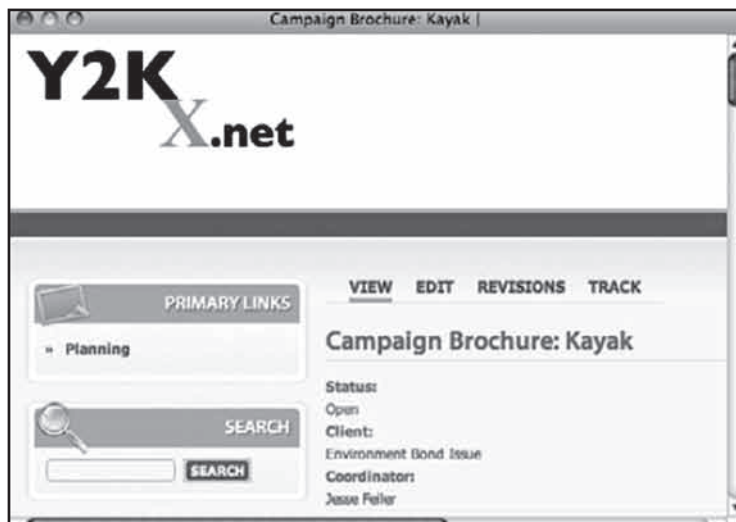 Campaign Brochure: Kayak |
Y2K
X.net
VIEW EDIT REVISIONS TRACK
PRIMARY LINKS
» Planning
Campaign Brochure: Kayak
Status:
Open
Client:
Environment Bond Issue
Coordinator:
Jesse Feiler
SEARCH
SEARCH